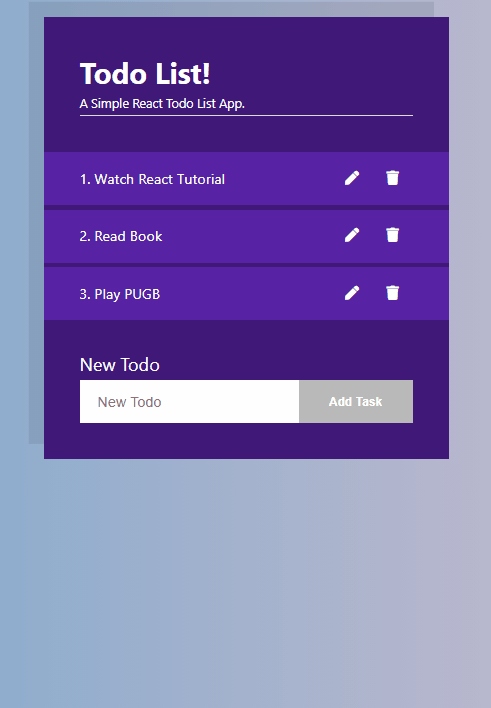 Todo List!
A Simple React Todo List App.
1. Watch React Tutorial
2. Read Book
3. Play PUGB
New Todo
New Todo
Add Task